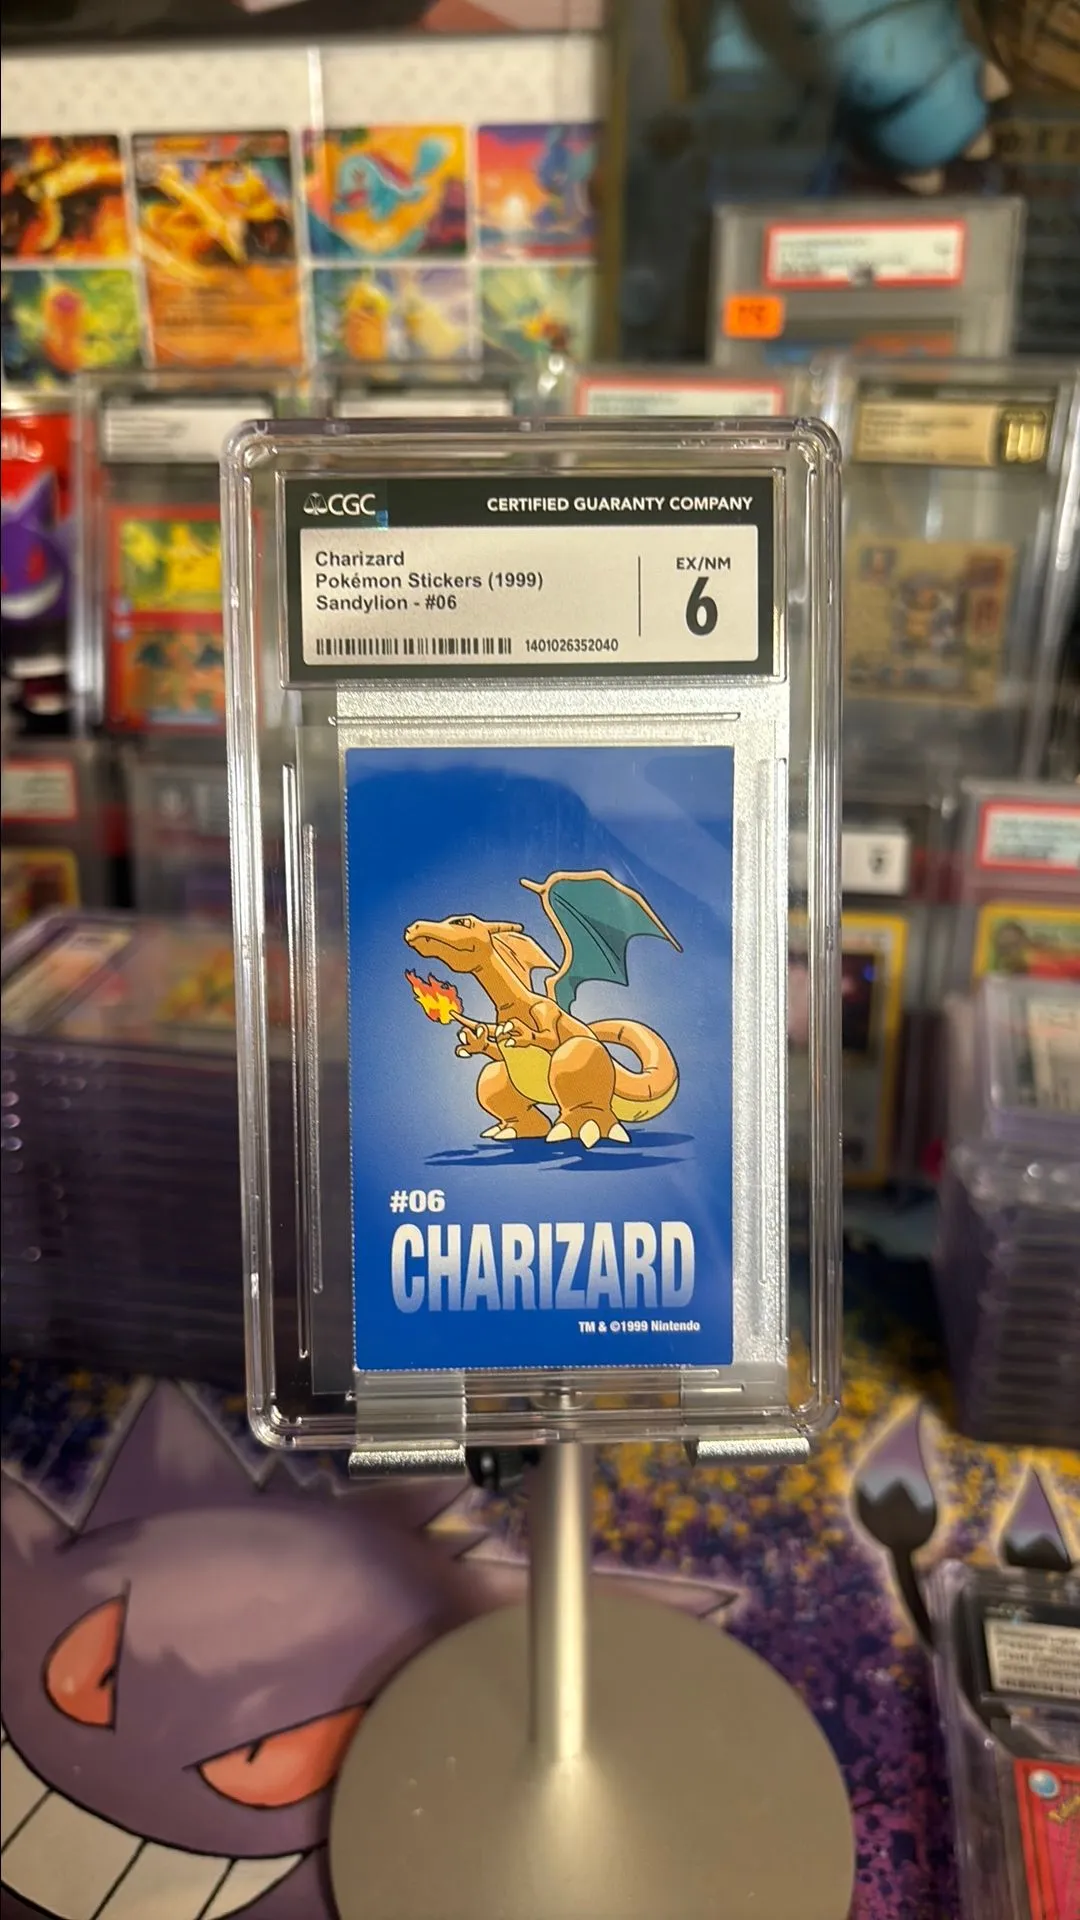 CGC
CERTIFIED GUARANTY COMPANY
Charizard
Pokémon Stickers (1999)
Sandylion - #06
EX/NM
6
1401026352040
#06
CHARIZARD
TM & ©1999 Nintendo